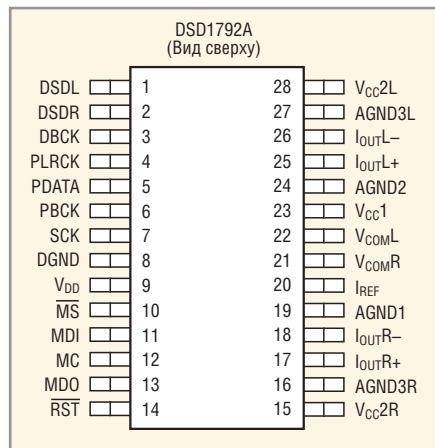 DSD1792A
(Вид сверху)
DSDL 1 28 VCC2L
DSDR 2 27 AGND3L
DBCK 3 26 IOUTL–
PLRCK 4 25 IOUTL+
PDATA 5 24 AGND2
PBCK 6 23 VCC1
SCK 7 22 VCOML
DGND 8 21 VCOMR
VDD 9 20 IREF
MS 10 19 AGND1
MDI 11 18 IOUTR–
MC 12 17 IOUTR+
MDO 13 16 AGND3R
RST 14 15 VCC2R